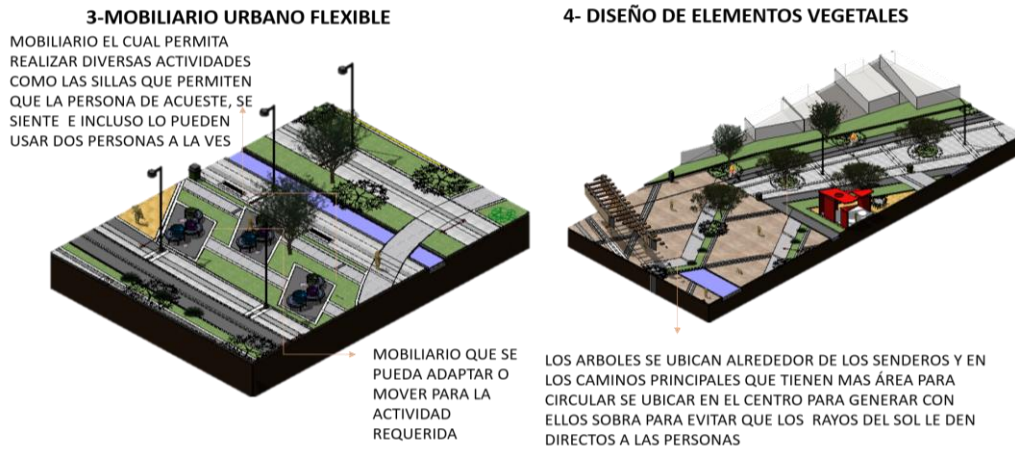 3-MOBILIARIO URBANO FLEXIBLE
MOBILIARIO EL CUAL PERMITA
REALIZAR DIVERSAS ACTIVIDADES
COMO LAS SILLAS QUE PERMITEN
QUE LA PERSONA DE ACUESTE, SE
SIENTE E INCLUSO LO PUEDEN
USAR DOS PERSONAS A LA VES
MOBILIARIO QUE SE
PUEDA ADAPTAR O
MOVER PARA LA
ACTIVIDAD
REQUERIDA
4- DISEÑO DE ELEMENTOS VEGETALES
LOS ARBOLES SE UBICAN ALREDEDOR DE LOS SENDEROS Y EN
LOS CAMINOS PRINCIPALES QUE TIENEN MAS ÁREA PARA
CIRCULAR SE UBICAR EN EL CENTRO PARA GENERAR CON
ELLOS SOBRA PARA EVITAR QUE LOS RAYOS DEL SOL LE DEN
DIRECTOS A LAS PERSONAS